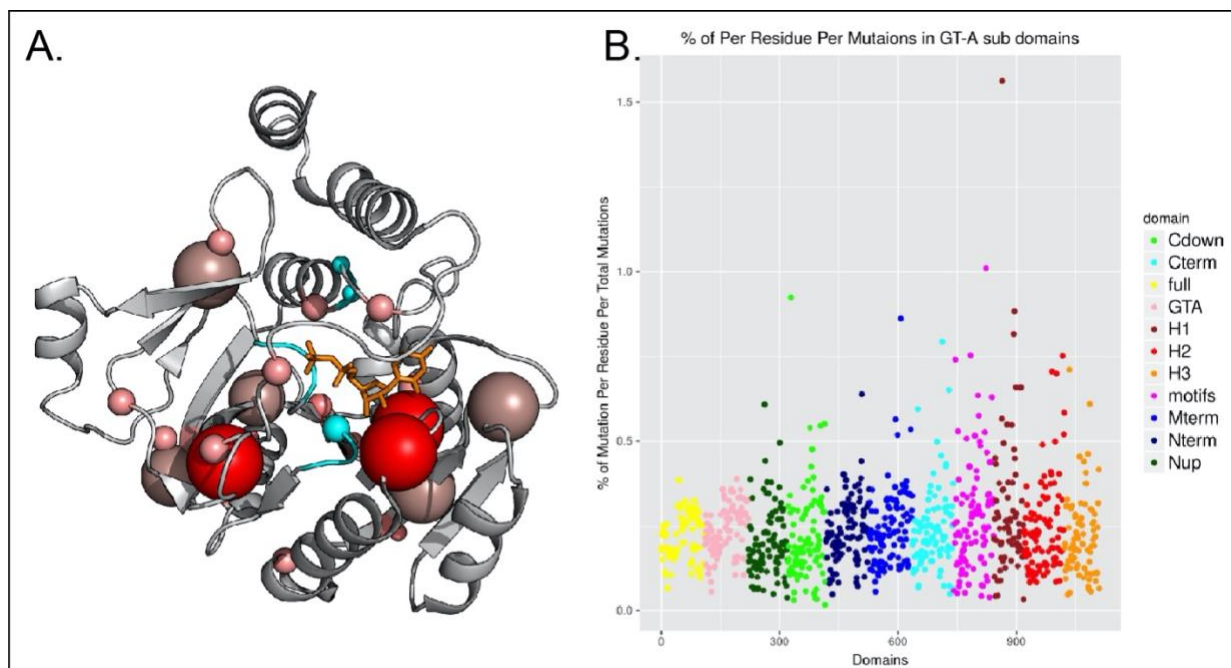 A.
B.
% of Per Residue Per Mutaions in GT-A sub domains
% of Mutation Per Residue Per Total Mutations
1.5
1.0
0.5
0.0
0
300
600
900
Domains
domain
Cdown
Cterm
full
GTA
H1
H2
H3
motifs
Mterm
Nterm
Nup